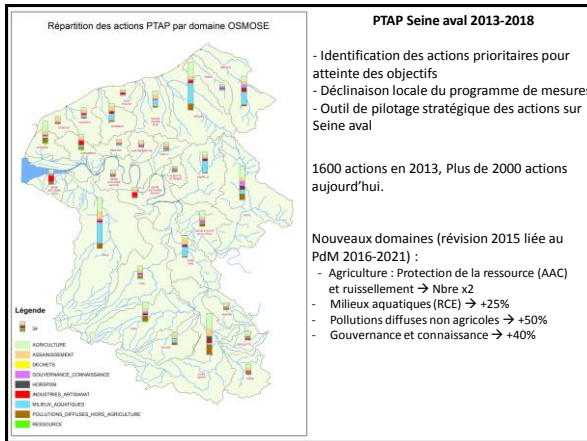 Répartition des actions PTAP par domaine OSMOSE
Légende
34
AGRICULTURE
ASSAINISSEMENT
DECHETS
GOUVERNANCE_CONNAISSANCE
HORSPDM
INDUSTRIES_ARTISANAT
MILIEUX_AQUATIQUES
POLLUTIONS_DIFFUSES_HORS_AGRICULTURE
RESSOURCE
PTAP Seine aval 2013-2018
- Identification des actions prioritaires pour
atteinte des objectifs
- Déclinaison locale du programme de mesures
- Outil de pilotage stratégique des actions sur
Seine aval
1600 actions en 2013, Plus de 2000 actions
aujourd’hui.
Nouveaux domaines (révision 2015 liée au
PdM 2016-2021) :
- Agriculture : Protection de la ressource (AAC)
et ruissellement → Nbre x2
- Milieux aquatiques (RCE) → +25%
- Pollutions diffuses non agricoles → +50%
- Gouvernance et connaissance → +40%